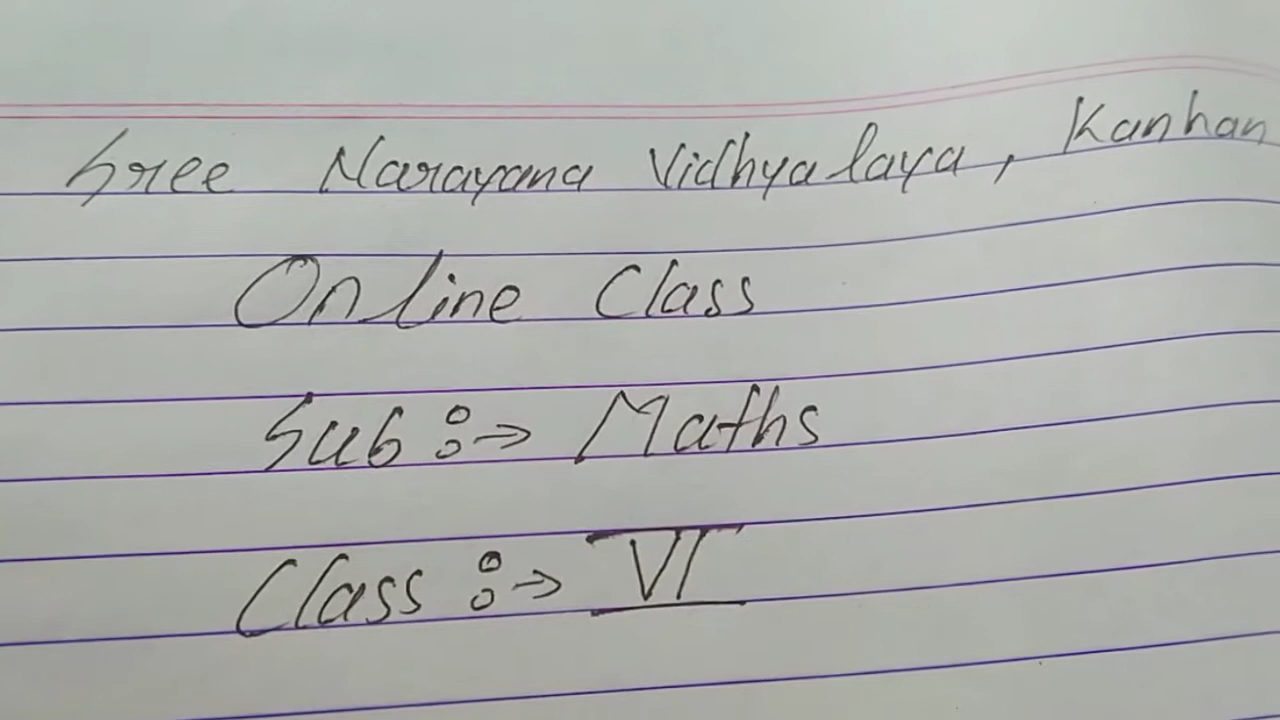 Sree Narayana Vidhyalaya, Kanhan
Online Class
Sub :→ Maths
Class :→ VI